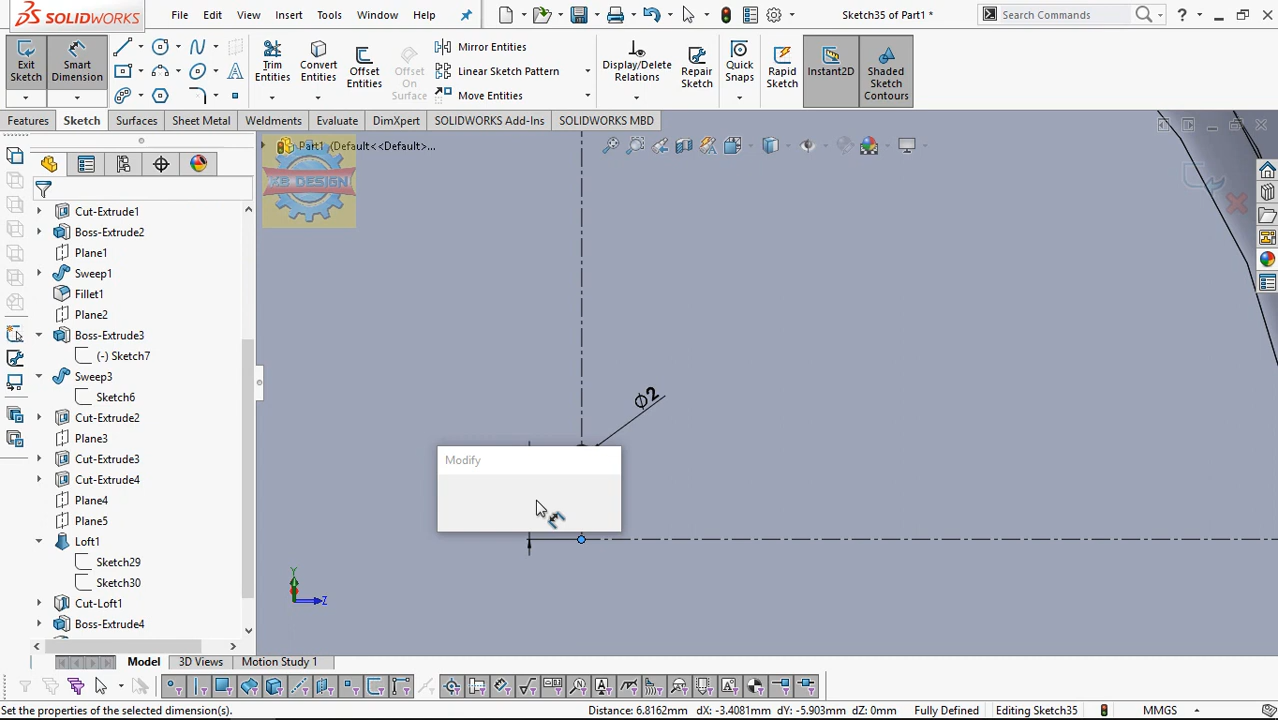 SOLIDWORKS
File Edit View Insert Tools Window Help
Sketch35 of Part1 *
Search Commands
Exit Sketch
Smart Dimension
Trim Entities
Convert Entities
Offset Entities
Offset On Surface
Mirror Entities
Linear Sketch Pattern
Move Entities
Display/Delete Relations
Repair Sketch
Quick Snaps
Rapid Sketch
Instant2D
Shaded Sketch Contours
Features Sketch Surfaces Sheet Metal Weldments Evaluate DimXpert SOLIDWORKS Add-Ins SOLIDWORKS MBD
Part1 (Default<<Default>...
KB DESIGN
Cut-Extrude1
Boss-Extrude2
Plane1
Sweep1
Fillet1
Plane2
Boss-Extrude3
(-) Sketch7
Sweep3
Sketch6
Cut-Extrude2
Plane3
Cut-Extrude3
Cut-Extrude4
Plane4
Plane5
Loft1
Sketch29
Sketch30
Cut-Loft1
Boss-Extrude4
Φ2
Modify
Y
Z
Model 3D Views Motion Study 1
Set the properties of the selected dimension(s).
Distance: 6.8162mm dX: -3.4081mm dY: -5.903mm dZ: 0mm Fully Defined Editing Sketch35 MMGS